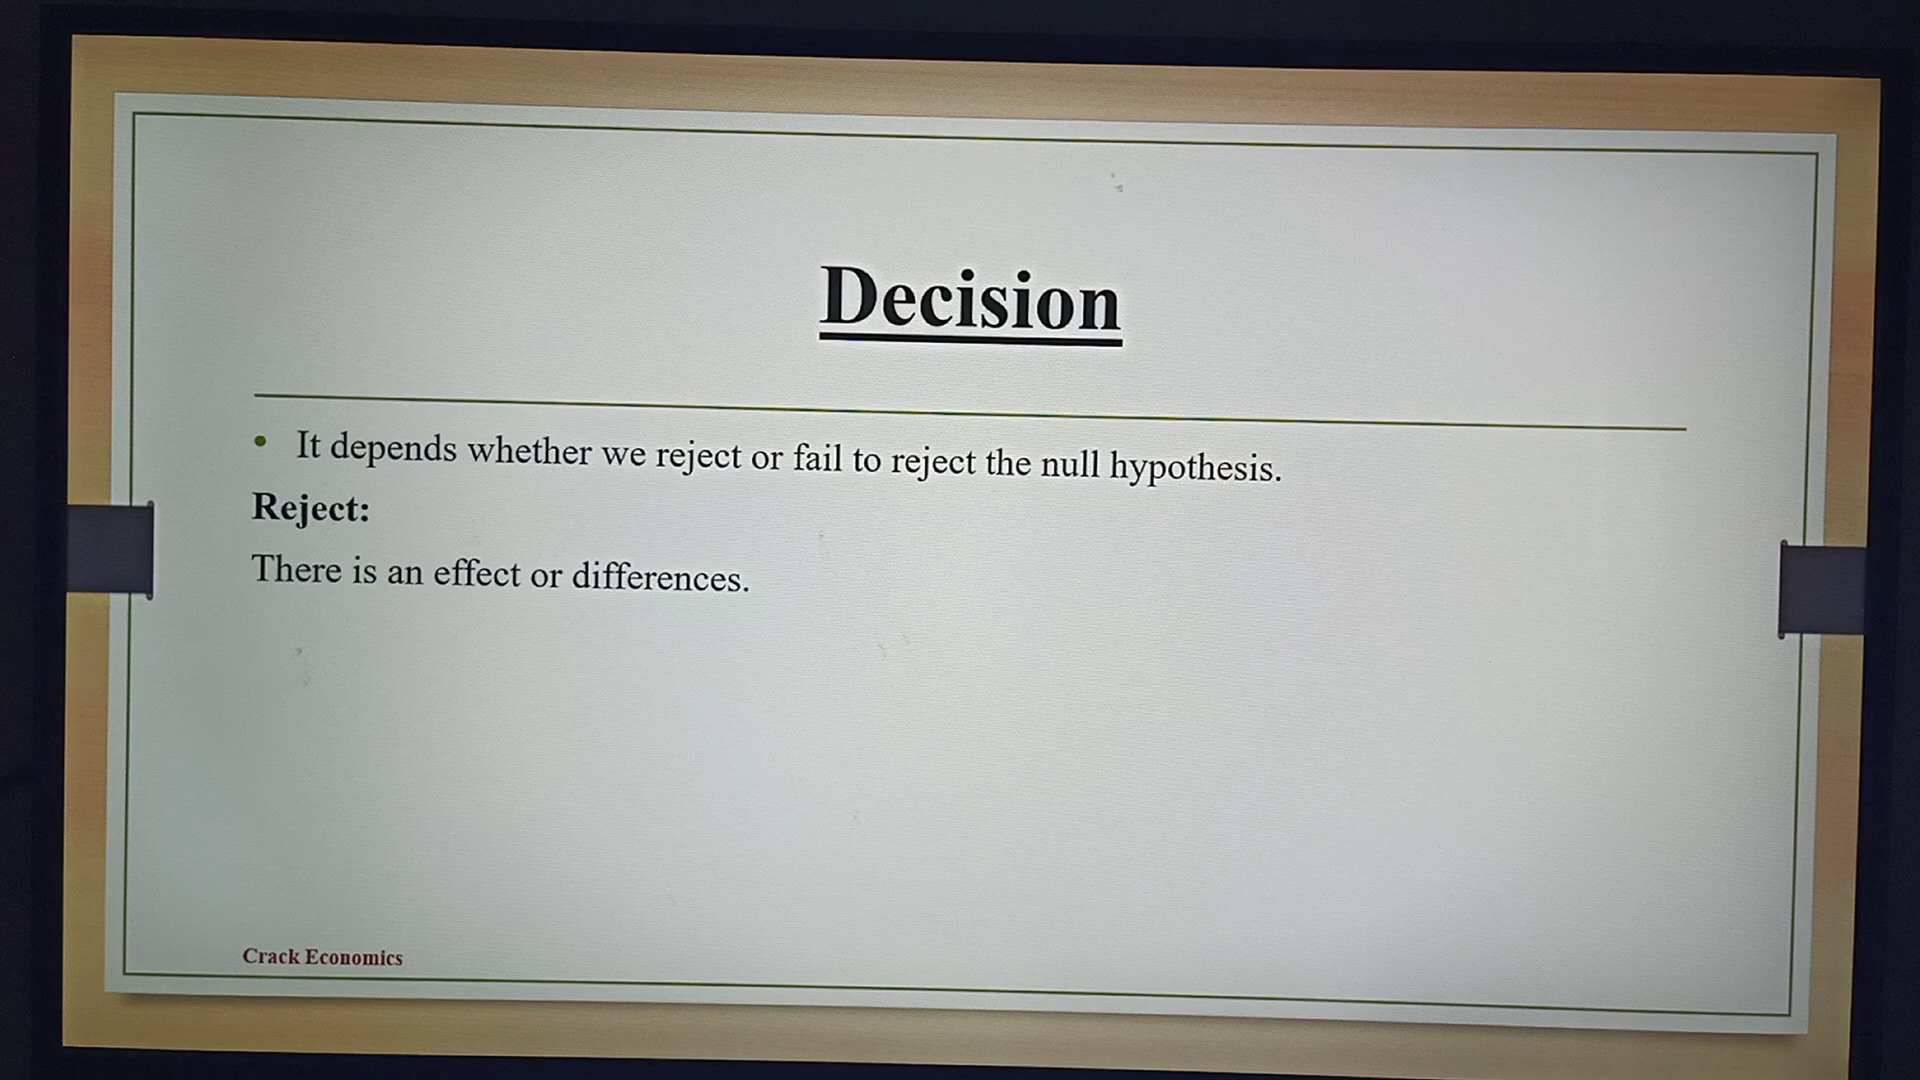 Decision
• It depends whether we reject or fail to reject the null hypothesis.
Reject:
There is an effect or differences.
Crack Economics